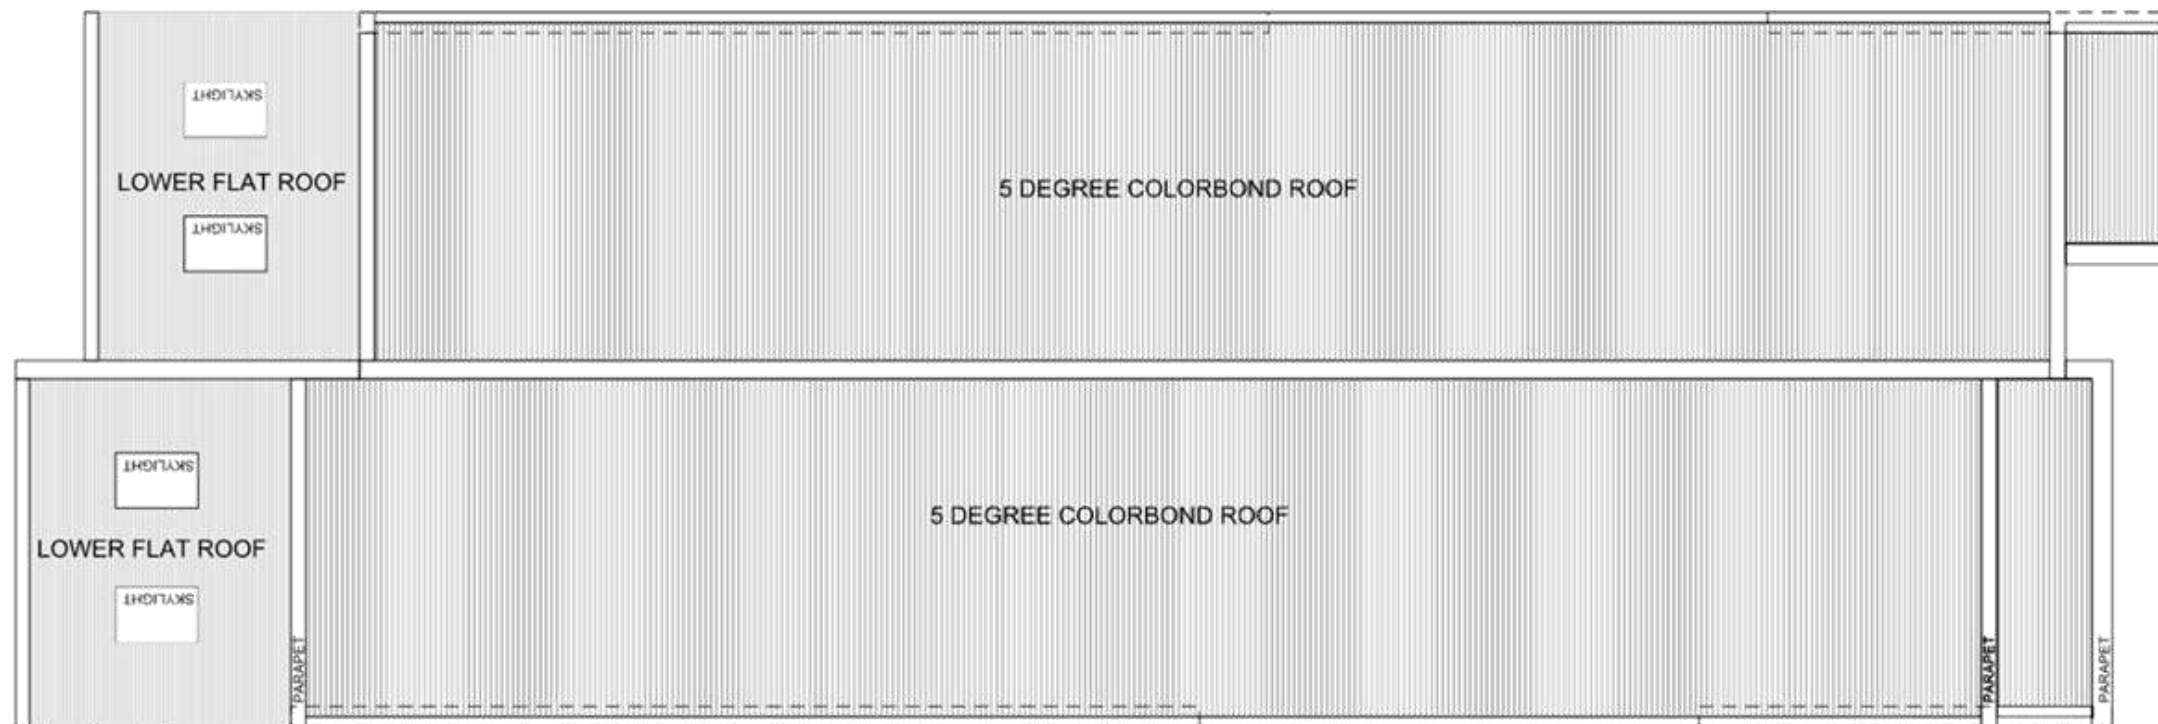 SKYLIGHT
LOWER FLAT ROOF
SKYLIGHT
5 DEGREE COLORBOND ROOF
SKYLIGHT
LOWER FLAT ROOF
SKYLIGHT
5 DEGREE COLORBOND ROOF
PARAPET
PARAPET
PARAPET